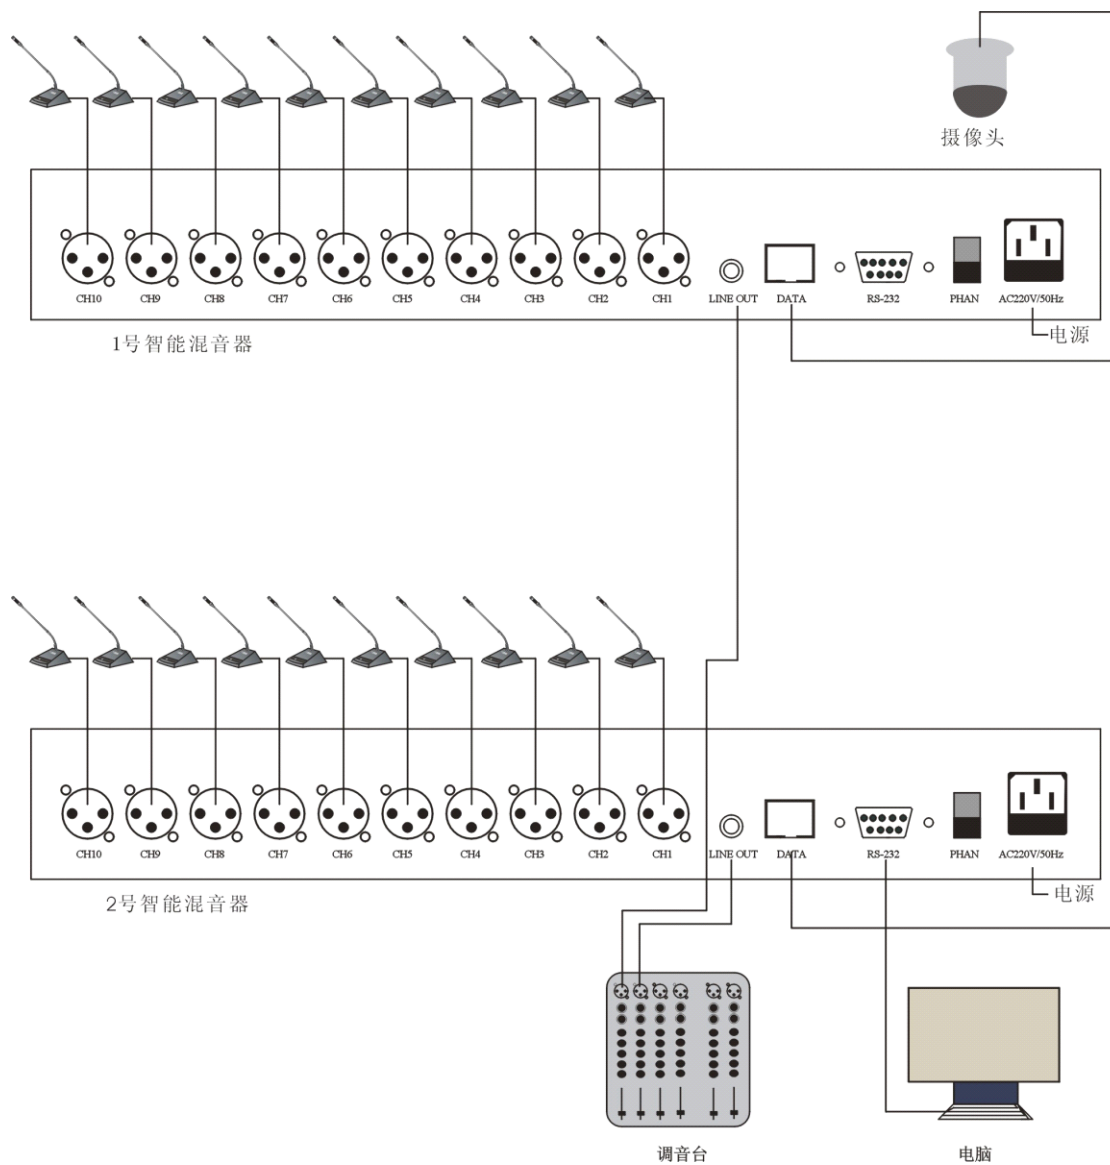 摄像头
CH10 CH9 CH8 CH7 CH6 CH5 CH4 CH3 CH2 CH1 LINE OUT DATA RS-232 PHAN AC220V/50Hz
1号智能混音器
电源
CH10 CH9 CH8 CH7 CH6 CH5 CH4 CH3 CH2 CH1 LINE OUT DATA RS-232 PHAN AC220V/50Hz
2号智能混音器
电源
调音台
电脑